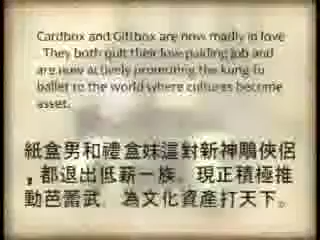 Cardbox and Giftbox are now madly in love
. They both quit their low paiding job and
are now actively promoting the kung-fu
ballet to the world where cultures become
asset.
紙盒男和禮盒妹這對新神鵰俠侶
，都退出低薪一族。現正積極推
動芭蕾武，為文化資產打天下。